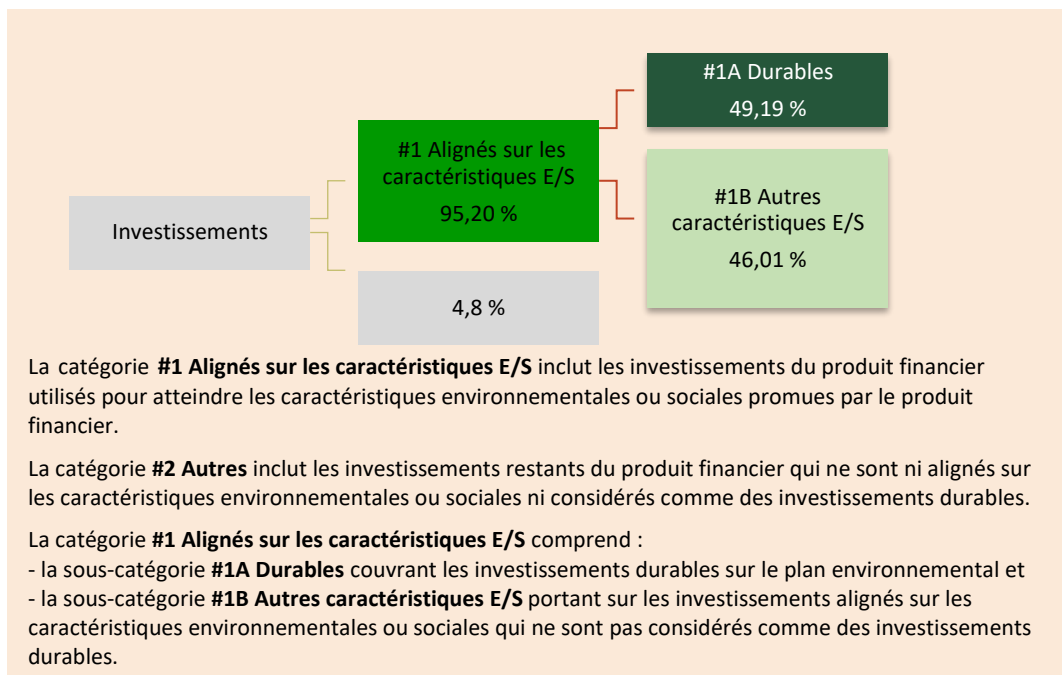 #1A Durables
49,19 %
#1 Alignés sur les
caractéristiques E/S
95,20 %
#1B Autres
caractéristiques E/S
46,01 %
Investissements
4,8 %
La catégorie #1 Alignés sur les caractéristiques E/S inclut les investissements du produit financier
utilisés pour atteindre les caractéristiques environnementales ou sociales promues par le produit
financier.
La catégorie #2 Autres inclut les investissements restants du produit financier qui ne sont ni alignés sur
les caractéristiques environnementales ou sociales ni considérés comme des investissements durables.
La catégorie #1 Alignés sur les caractéristiques E/S comprend :
- la sous-catégorie #1A Durables couvrant les investissements durables sur le plan environnemental et
- la sous-catégorie #1B Autres caractéristiques E/S portant sur les investissements alignés sur les
caractéristiques environnementales ou sociales qui ne sont pas considérés comme des investissements
durables.